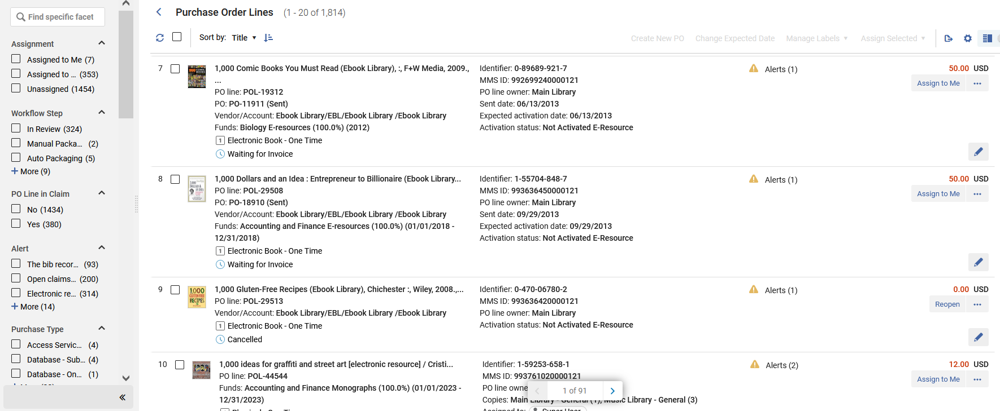 Find specific facet
Assignment
Assigned to Me (7)
Assigned to ... (353)
Unassigned (1454)
Workflow Step
In Review (324)
Manual Packa... (2)
Auto Packaging (5)
+ More (9)
PO Line in Claim
No (1434)
Yes (380)
Alert
The bib recor... (93)
Open claims... (200)
Electronic re... (314)
+ More (14)
Purchase Type
Access Servic... (4)
Database - Sub... (4)
Database - On... (1)
Purchase Order Lines (1 - 20 of 1,814)
Sort by: Title
Create New PO Change Expected Date Manage Labels Assign Selected
7
1,000 Comic Books You Must Read (Ebook Library), :, F+W Media, 2009.,
...
PO line: POL-19312
PO: PO-11911 (Sent)
Vendor/Account: Ebook Library/EBL/Ebook Library /Ebook Library
Funds: Biology E-resources (100.0%) (2012)
1 Electronic Book - One Time
Waiting for Invoice
Identifier: 0-89689-921-7
MMS ID: 992699240000121
PO line owner: Main Library
Sent date: 06/13/2013
Expected activation date: 06/13/2013
Activation status: Not Activated E-Resource
Alerts (1)
50.00 USD
Assign to Me ...
8
1,000 Dollars and an Idea : Entrepreneur to Billionaire (Ebook Library...
PO line: POL-29508
PO: PO-18910 (Sent)
Vendor/Account: Ebook Library/EBL/Ebook Library /Ebook Library
Funds: Accounting and Finance E-resources (100.0%) (01/01/2018 -
12/31/2018)
1 Electronic Book - One Time
Waiting for Invoice
Identifier: 1-55704-848-7
MMS ID: 993636450000121
PO line owner: Main Library
Sent date: 09/29/2013
Expected activation date: 09/29/2013
Activation status: Not Activated E-Resource
Alerts (1)
50.00 USD
Assign to Me ...
9
1,000 GLUTEN-FREE RECIPES
1,000 Gluten-Free Recipes (Ebook Library), Chichester :, Wiley, 2008.,...
PO line: POL-29513
Vendor/Account: Ebook Library/EBL/Ebook Library /Ebook Library
1 Electronic Book - One Time
Cancelled
Identifier: 0-470-06780-2
MMS ID: 993636420000121
PO line owner: Main Library
Activation status: Not Activated E-Resource
Alerts (1)
0.00 USD
Reopen ...
10
1,000 ideas for graffiti and street art [electronic resource] / Cristi...
PO line: POL-44544
Funds: Accounting and Finance Monographs (100.0%) (01/01/2023 -
12/31/2023)
Identifier: 1-59253-658-1
MMS ID: 993761020000121
PO line owne
Copies: Main Library - General (1), Music Library - General (3)
Assigned to: Super User
Alerts (2)
12.00 USD
Assign to Me ...
1 of 91